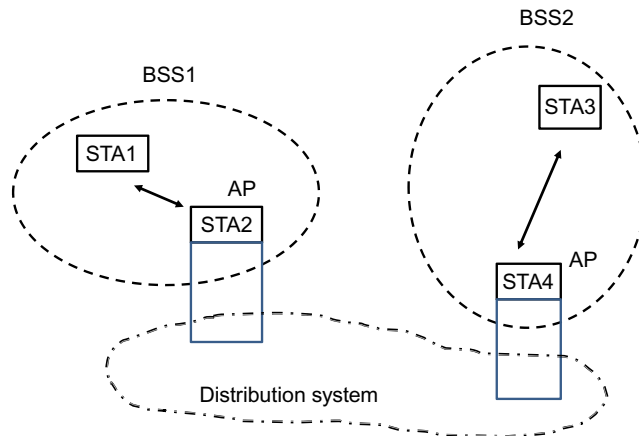 BSS2
BSS1
STA3
STA1
AP
STA2
AP
STA4
Distribution system